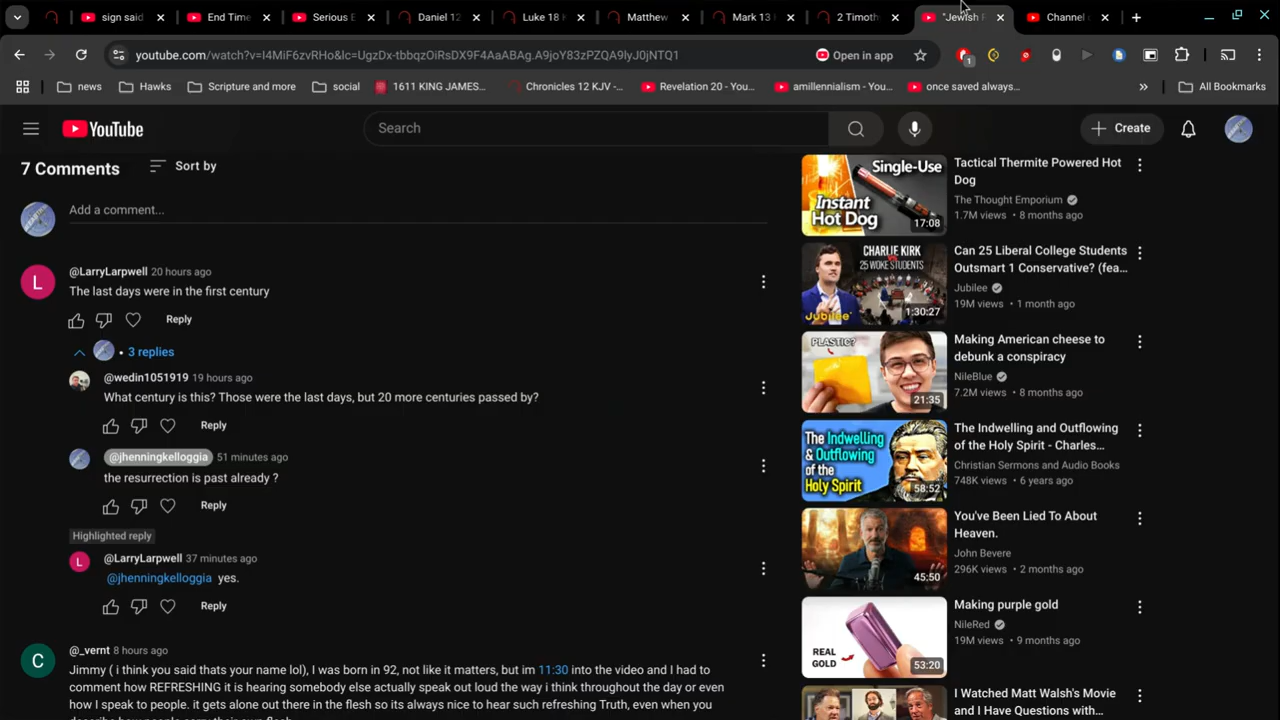 sign said
End Time
Serious E
Daniel 12
Luke 18
Matthew
Mark 13
2 Timoth
"Jewish F
Channel
youtube.com/watch?v=I4MiF6zvRHo&lc=UgzDx-tbbqzOiRsDX9F4AaABAg.A9joY83zPZQA9lyJ0jNTQ1
Open in app
1
news
Hawks
Scripture and more
social
1611 KING JAMES...
Chronicles 12 KJV -...
Revelation 20 - You...
amillennialism - You...
once saved always...
»
All Bookmarks
YouTube
Search
Create
7 Comments
Sort by
Add a comment...
@LarryLarpwell 20 hours ago
The last days were in the first century
Reply
• 3 replies
@wedin1051919 19 hours ago
What century is this? Those were the last days, but 20 more centuries passed by?
Reply
@jhenningkelloggia 51 minutes ago
the resurrection is past already ?
Reply
Highlighted reply
@LarryLarpwell 37 minutes ago
@jhenningkelloggia yes.
Reply
@_vernt 8 hours ago
Jimmy ( i think you said thats your name lol), I was born in 92, not like it matters, but im 11:30 into the video and I had to
comment how REFRESHING it is hearing somebody else actually speak out loud the way i think throughout the day or even
how I speak to people. it gets alone out there in the flesh so its always nice to hear such refreshing Truth, even when you
L
L
C
Single-Use
Instant
Hot Dog
17:08
Tactical Thermite Powered Hot
Dog
The Thought Emporium
1.7M views • 8 months ago
CHARLIE KIRK
VS
25 WOKE STUDENTS
Jubilee
1:30:27
Can 25 Liberal College Students
Outsmart 1 Conservative? (fea...
Jubilee
19M views • 1 month ago
PLASTIC?
21:35
Making American cheese to
debunk a conspiracy
NileBlue
7.2M views • 8 months ago
The
Indwelling
& Outflowing
of the
Holy Spirit
58:52
The Indwelling and Outflowing
of the Holy Spirit - Charles...
Christian Sermons and Audio Books
748K views • 6 years ago
45:50
You've Been Lied To About
Heaven.
John Bevere
296K views • 2 months ago
REAL
GOLD
53:20
Making purple gold
NileRed
19M views • 9 months ago
I Watched Matt Walsh's Movie
and I Have Questions with...